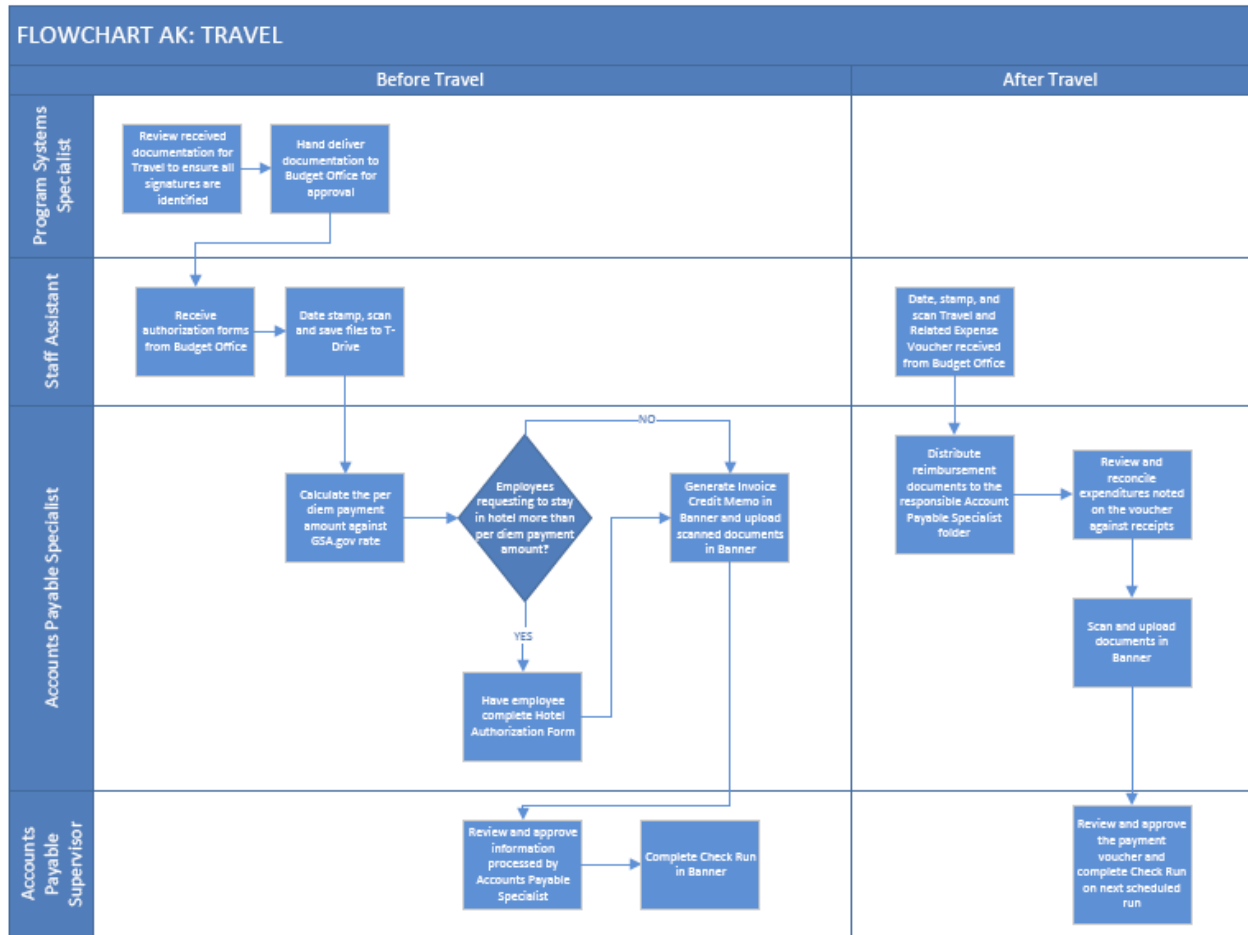 FLOWCHART AK: TRAVEL
Before Travel
After Travel
Program Systems
Specialist
Review received
documentation for
Travel to ensure all
signatures are
identified
Hand deliver
documentation to
Budget Office for
approval
Staff Assistant
Receive
authorization forms
from Budget Office
Date stamp, scan
and save files to T-
Drive
Date, stamp, and
scan Travel and
Related Expense
Voucher received
from Budget Office
Accounts Payable Specialist
Calculate the per
diem payment
amount against
GSA.gov rate
Employees
requesting to stay
in hotel more than
per diem payment
amount?
NO
YES
Have employee
complete Hotel
Authorization Form
Generate Invoice
Credit Memo in
Banner and upload
scanned documents
in Banner
Distribute
reimbursement
documents to the
responsible Account
Payable Specialist
folder
Review and
reconcile
expenditures noted
on the voucher
against receipts
Scan and upload
documents in
Banner
Accounts
Payable
Supervisor
Review and approve
information
processed by
Accounts Payable
Specialist
Complete Check Run
in Banner
Review and approve
the payment
voucher and
complete Check Run
on next scheduled
run